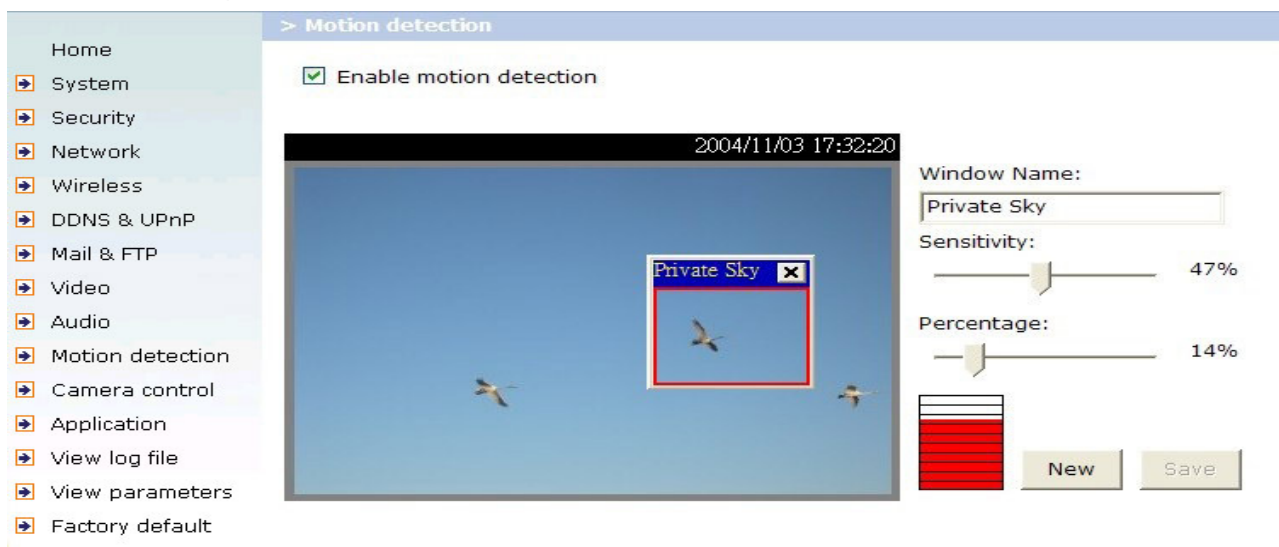 > Motion detection
Home
System
Security
Network
Wireless
DDNS & UPnP
Mail & FTP
Video
Audio
Motion detection
Camera control
Application
View log file
View parameters
Factory default
Enable motion detection
2004/11/03 17:32:20
Private Sky
Window Name:
Private Sky
Sensitivity:
47%
Percentage:
14%
New
Save